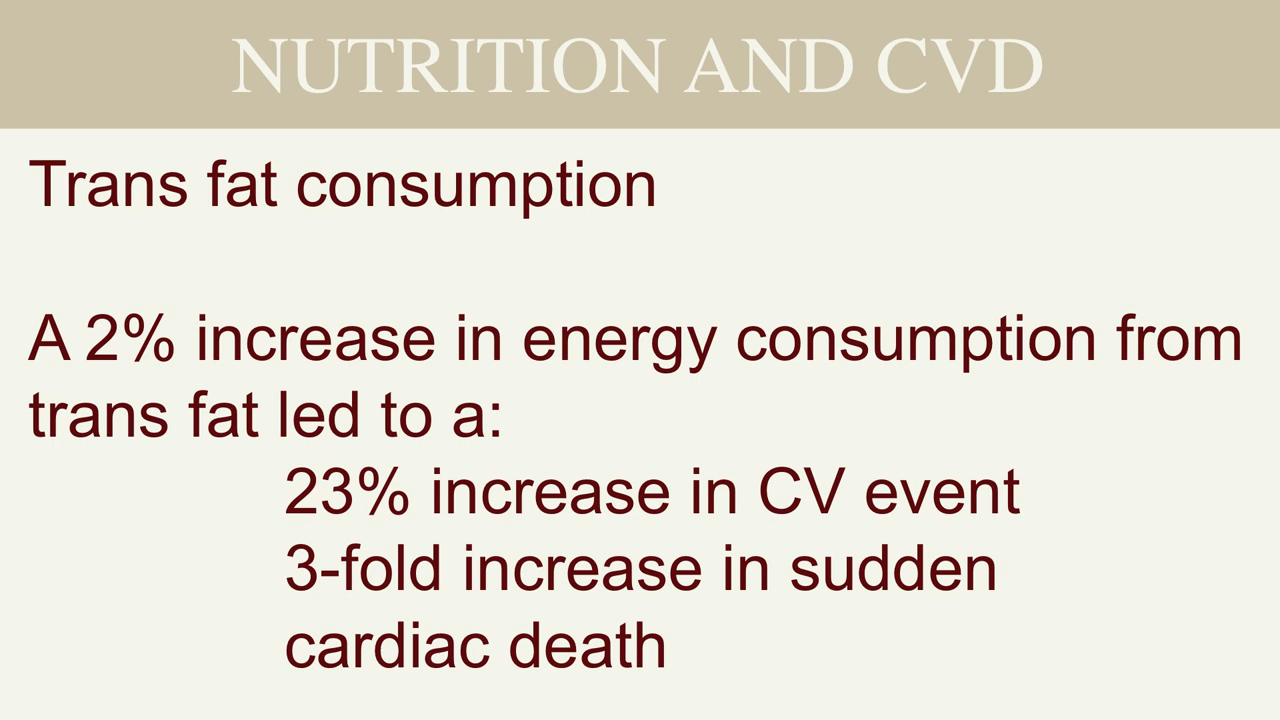 NUTRITION AND CVD
Trans fat consumption
A 2% increase in energy consumption from
trans fat led to a:
23% increase in CV event
3-fold increase in sudden
cardiac death